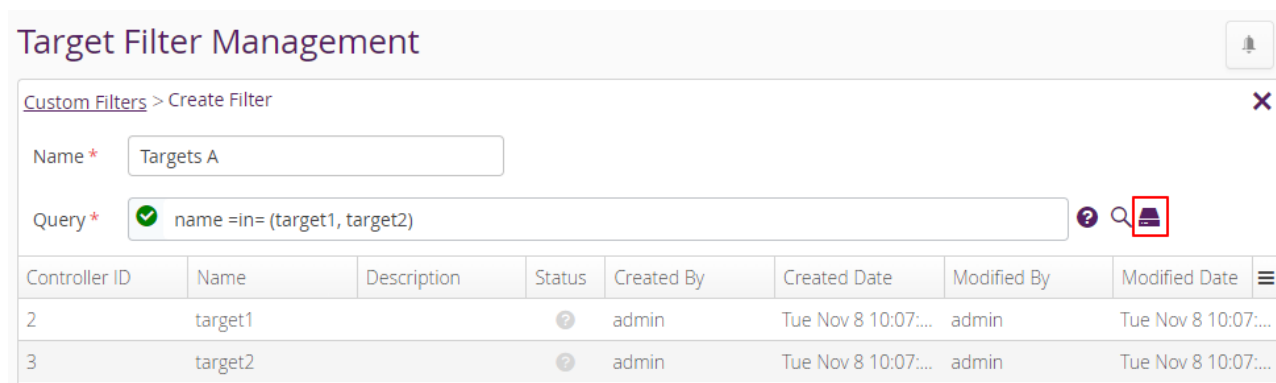 Target Filter Management
Custom Filters > Create Filter
Name * Targets A
Query * name =in= (target1, target2)
Controller ID Name Description Status Created By Created Date Modified By Modified Date
2 target1 admin Tue Nov 8 10:07:... admin Tue Nov 8 10:07:...
3 target2 admin Tue Nov 8 10:07:... admin Tue Nov 8 10:07:...